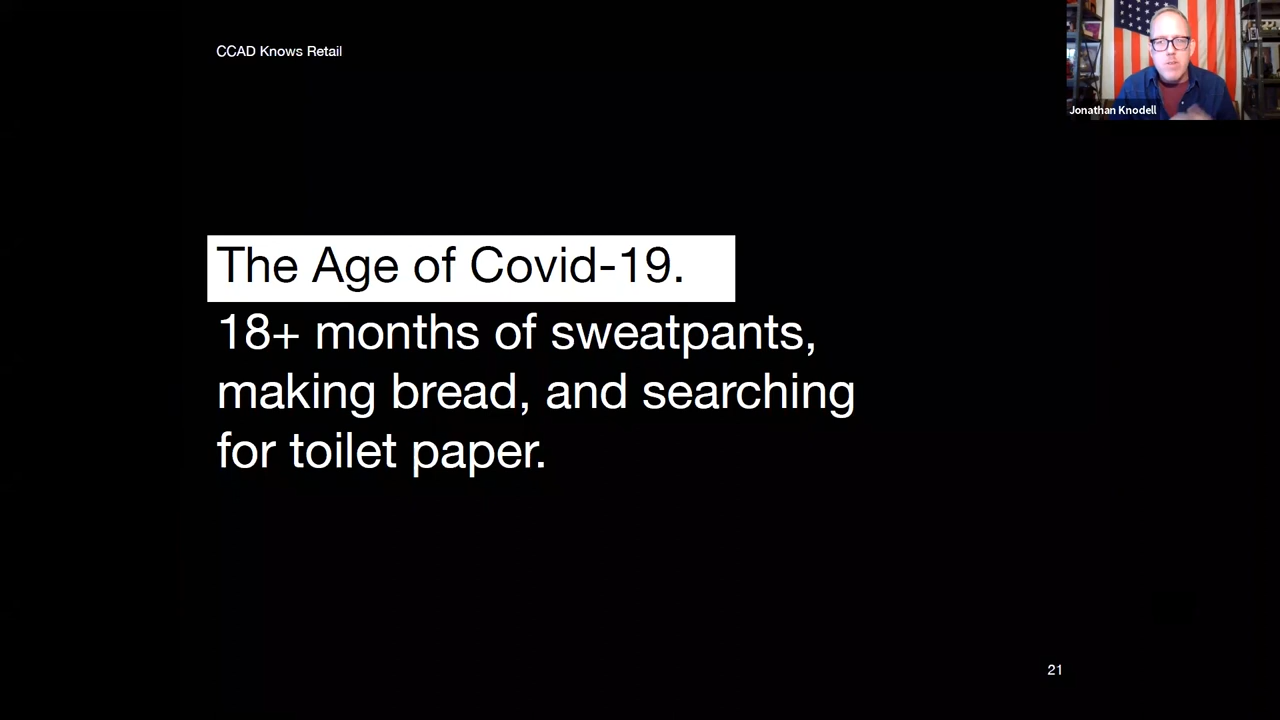 CCAD Knows Retail
Jonathan Knodell
The Age of Covid-19.
18+ months of sweatpants,
making bread, and searching
for toilet paper.
21